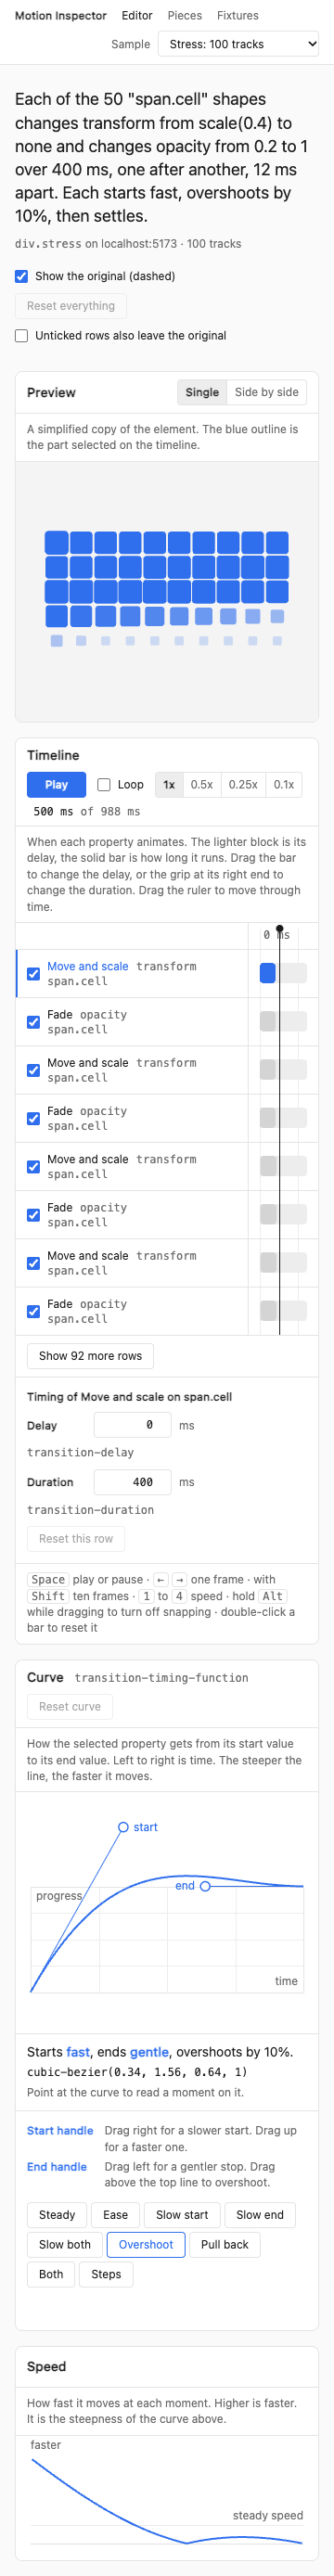 Motion Inspector Editor Pieces Fixtures
Sample Stress: 100 tracks
Each of the 50 "span.cell" shapes
changes transform from scale(0.4) to
none and changes opacity from 0.2 to 1
over 400 ms, one after another, 12 ms
apart. Each starts fast, overshoots by
10%, then settles.
div.stress on localhost:5173 · 100 tracks
Show the original (dashed)
Reset everything
Unticked rows also leave the original
Preview Single Side by side
A simplified copy of the element. The blue outline is
the part selected on the timeline.
Timeline
Play Loop 1x 0.5x 0.25x 0.1x
500 ms of 988 ms
When each property animates. The lighter block is its
delay, the solid bar is how long it runs. Drag the bar
to change the delay, or the grip at its right end to
change the duration. Drag the ruler to move through
time.
0 ms
Move and scale transform
span.cell
Fade opacity
span.cell
Move and scale transform
span.cell
Fade opacity
span.cell
Move and scale transform
span.cell
Fade opacity
span.cell
Move and scale transform
span.cell
Fade opacity
span.cell
Show 92 more rows
Timing of Move and scale on span.cell
Delay 0 ms
transition-delay
Duration 400 ms
transition-duration
Reset this row
Space play or pause · ← → one frame · with
Shift ten frames · 1 to 4 speed · hold Alt
while dragging to turn off snapping · double-click a
bar to reset it
Curve transition-timing-function
Reset curve
How the selected property gets from its start value
to its end value. Left to right is time. The steeper the
line, the faster it moves.
start
end
progress
time
Starts fast, ends gentle, overshoots by 10%.
cubic-bezier(0.34, 1.56, 0.64, 1)
Point at the curve to read a moment on it.
Start handle Drag right for a slower start. Drag up
for a faster one.
End handle Drag left for a gentler stop. Drag
above the top line to overshoot.
Steady Ease Slow start Slow end
Slow both Overshoot Pull back
Both Steps
Speed
How fast it moves at each moment. Higher is faster.
It is the steepness of the curve above.
faster
steady speed